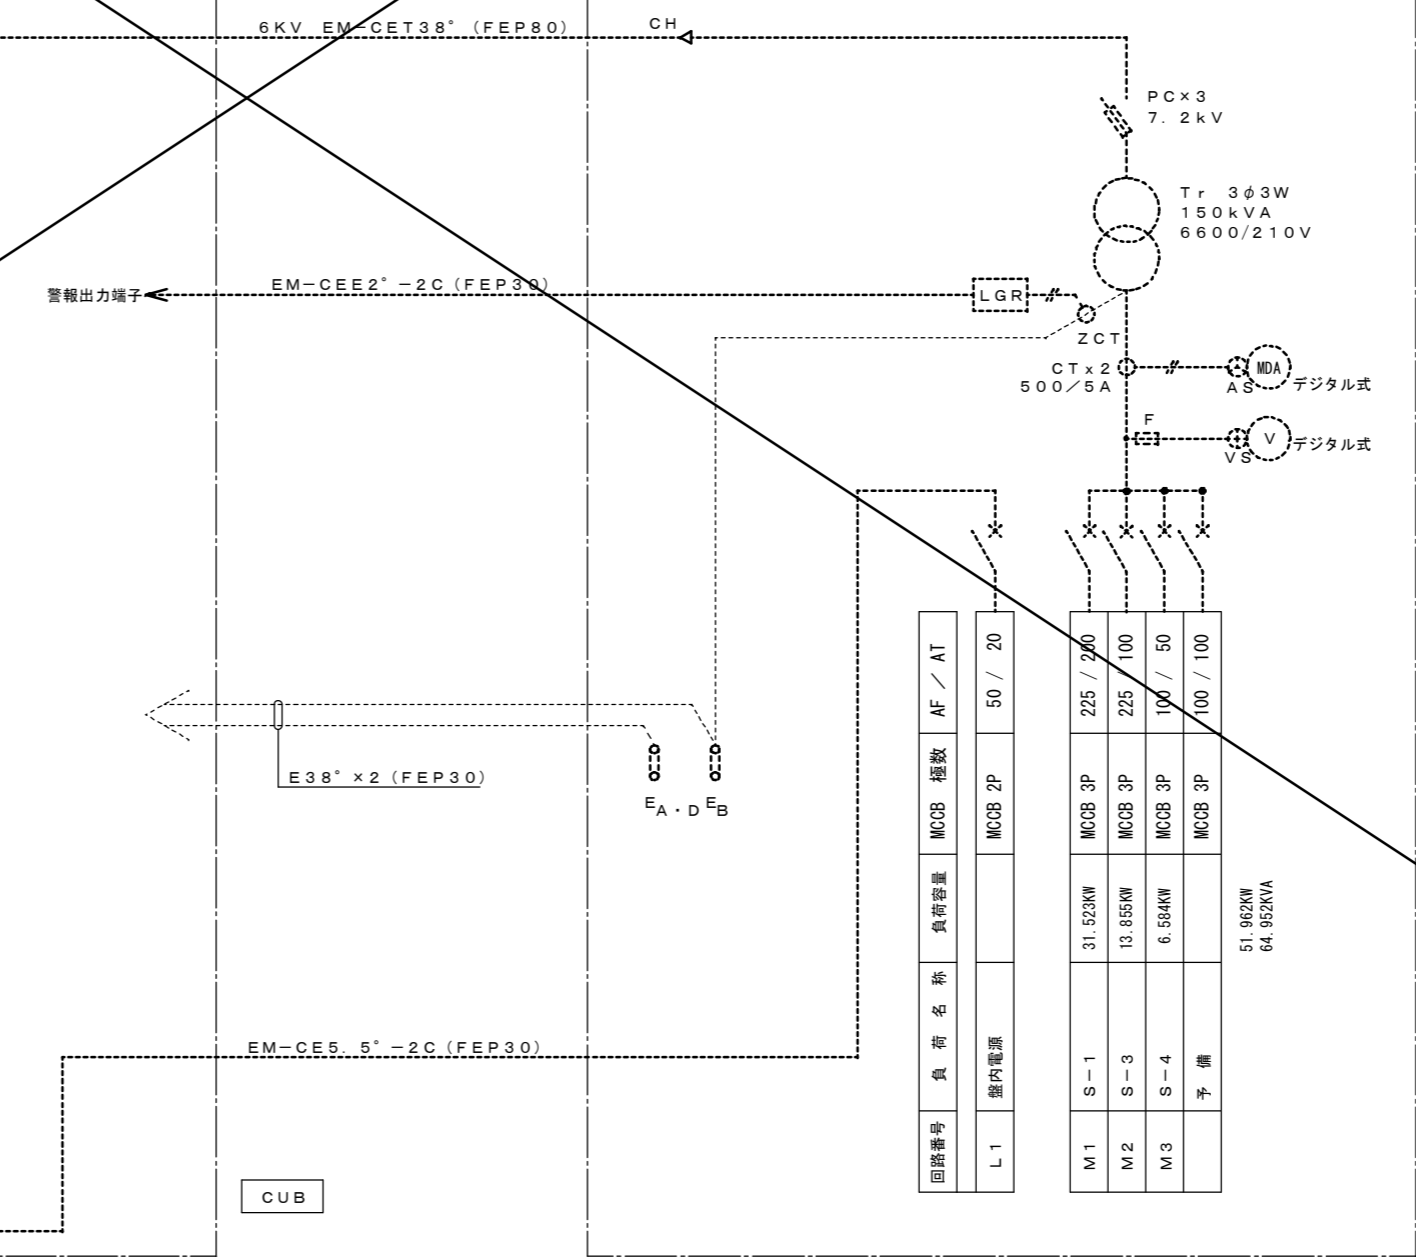 6KV EM-CET38° (FEP80)
CH
PC×3
7.2kV
Tr 3φ3W
150kVA
6600/210V
警報出力端子
EM-CEE2°-2C(FEP30)
LGR
ZCT
CTx2
500/5A
MDA
AS
デジタル式
F
V
VS
デジタル式
E38°×2(FEP30)
EA・D
EB
EM-CE5.5°-2C(FEP30)
CUB
回路番号 負荷名称 負荷容量 MCCB 極数 AF / AT
L1 盤内電源 MCCB 2P 50 / 20
M1 S-1 31.523KW MCCB 3P 225 / 200
M2 S-3 13.855KW MCCB 3P 225 / 100
M3 S-4 6.584KW MCCB 3P 100 / 50
予備 MCCB 3P 100 / 100
51.962KW
64.952KVA